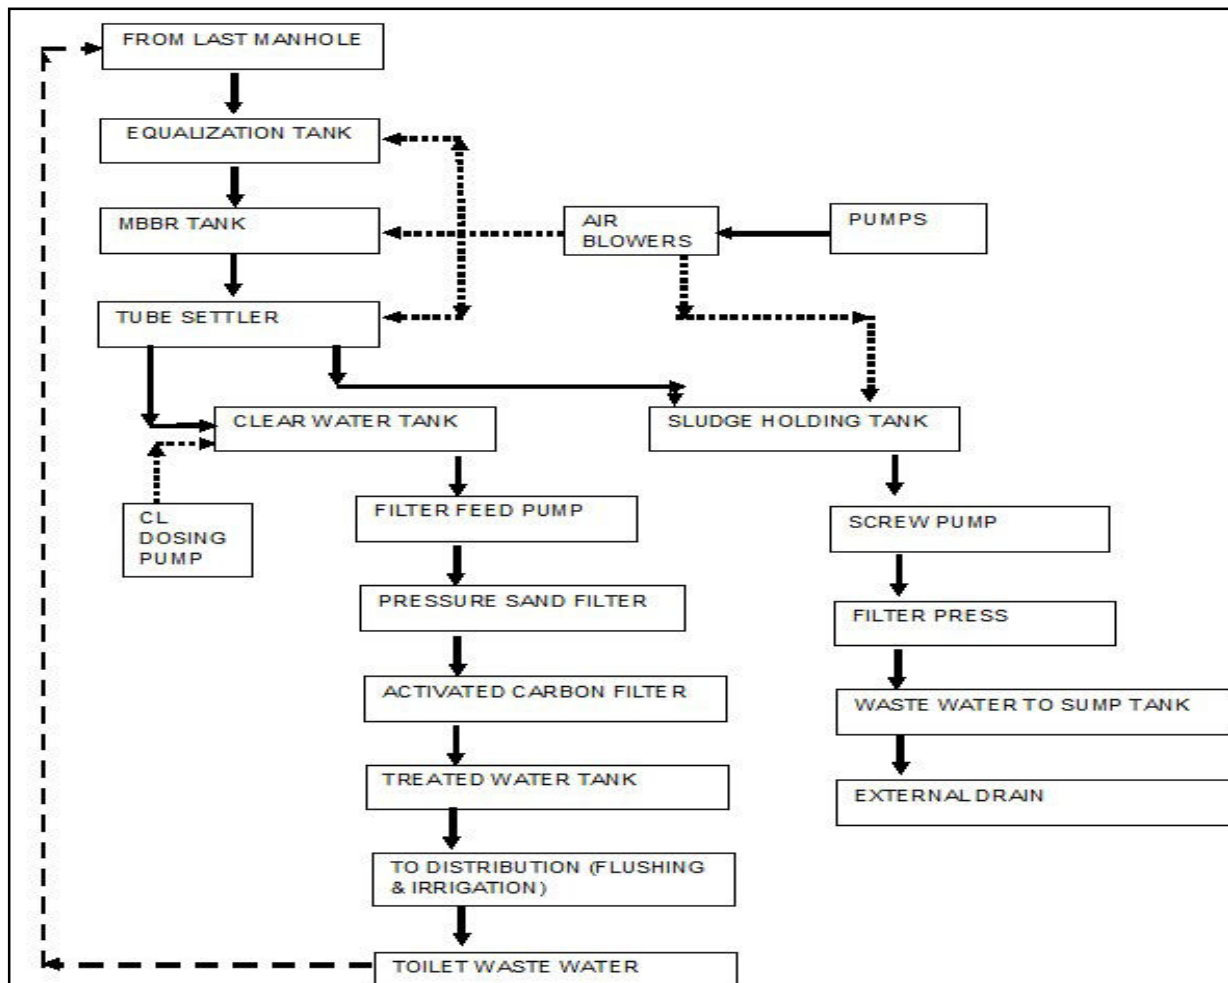 FROM LAST MANHOLE
EQUALIZATION TANK
MBBR TANK
AIR
BLOWERS
PUMPS
TUBE SETTLER
CLEAR WATER TANK
SLUDGE HOLDING TANK
CL
DOSING
PUMP
FILTER FEED PUMP
SCREW PUMP
PRESSURE SAND FILTER
FILTER PRESS
ACTIVATED CARBON FILTER
WASTE WATER TO SUMP TANK
TREATED WATER TANK
EXTERNAL DRAIN
TO DISTRIBUTION (FLUSHING
& IRRIGATION)
TOILET WASTE WATER